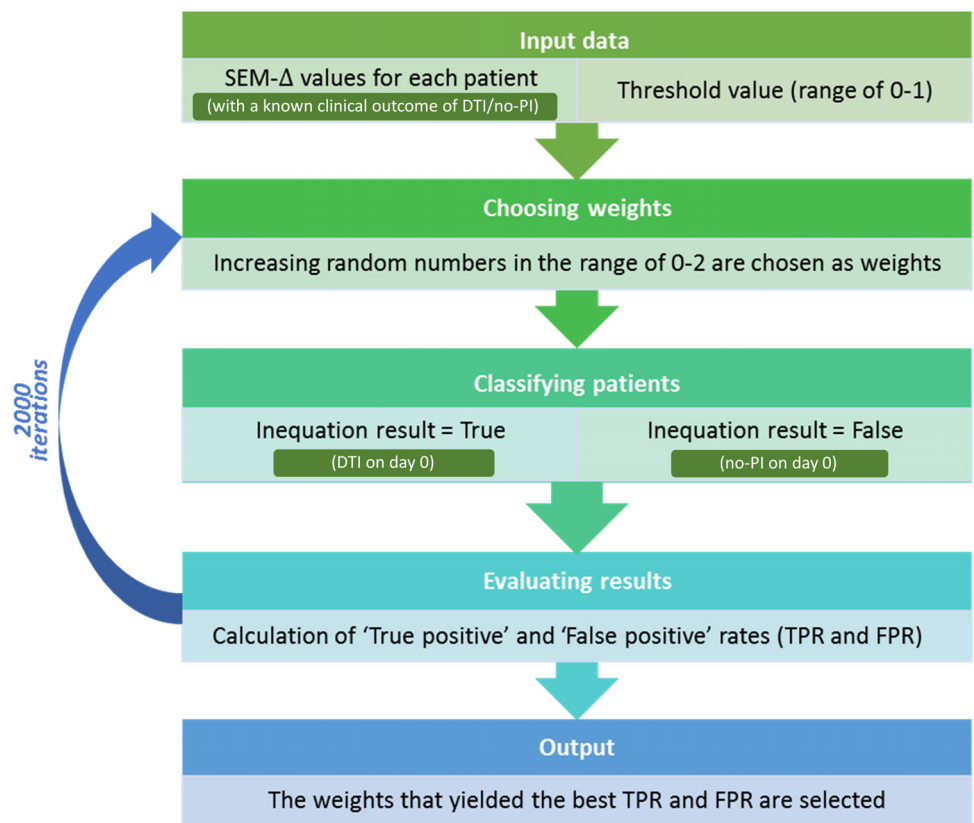 Input data
SEM-Δ values for each patient
(with a known clinical outcome of DTI/no-PI)
Threshold value (range of 0-1)
Choosing weights
Increasing random numbers in the range of 0-2 are chosen as weights
2000
iterations
Classifying patients
Inequation result = True
(DTI on day 0)
Inequation result = False
(no-PI on day 0)
Evaluating results
Calculation of ‘True positive’ and ‘False positive’ rates (TPR and FPR)
Output
The weights that yielded the best TPR and FPR are selected